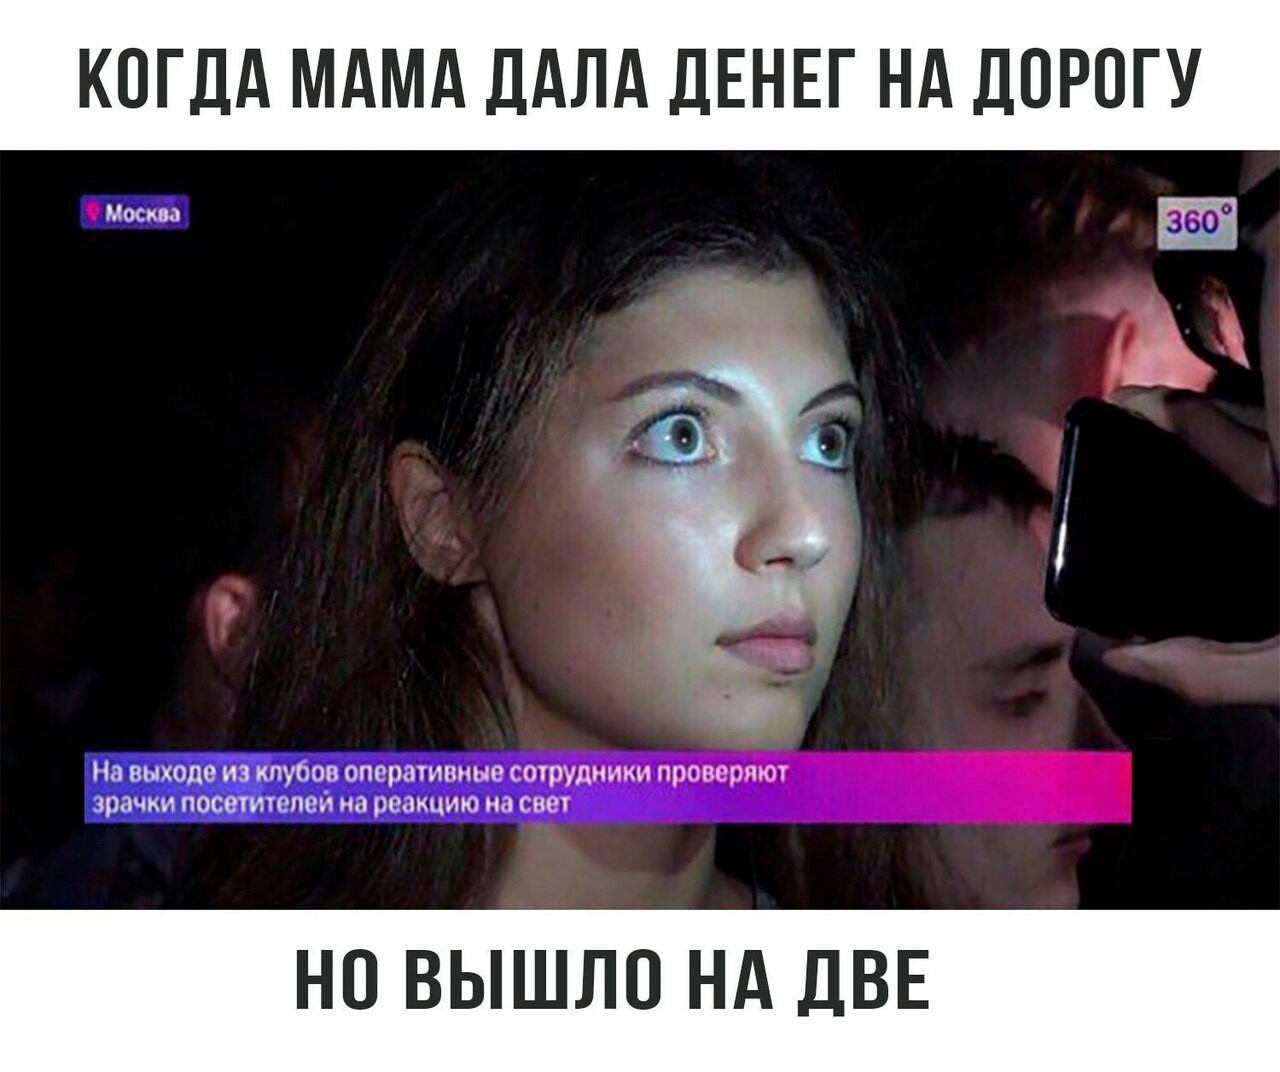 КОГДА МАМА ДАЛА ДЕНЕГ НА ДОРОГУ
Москва
360°
На выходе из клубов оперативные сотрудники проверяют
зрачки посетителей на реакцию на свет
НО ВЫШЛО НА ДВЕ